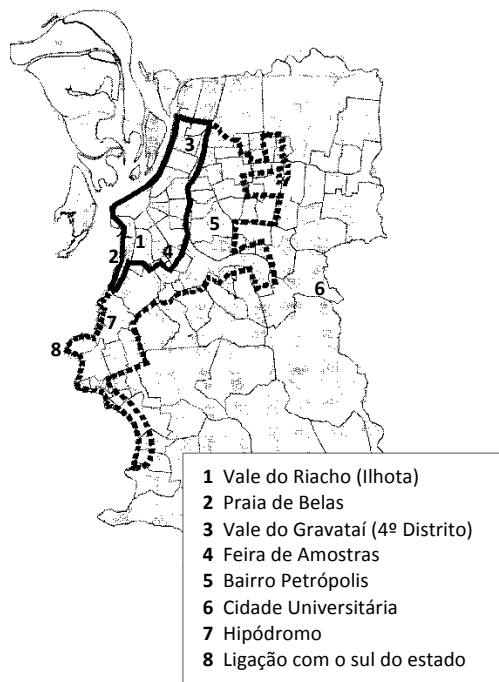 3
1
2
4
5
6
7
8
1 Vale do Riacho (Ilhota)
2 Praia de Belas
3 Vale do Gravataí (4º Distrito)
4 Feira de Amostras
5 Bairro Petrópolis
6 Cidade Universitária
7 Hipódromo
8 Ligação com o sul do estado